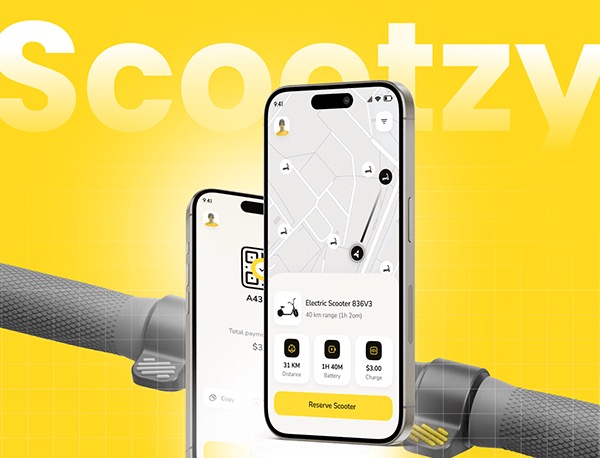 Scootzy
9:41
9:41
A43
Total payme
$3.
Copy
Electric Scooter 836V3
40 km range (1h 2om)
31 KM
1H 40M
$3.00
Distance
Battery
Charge
Reserve Scooter